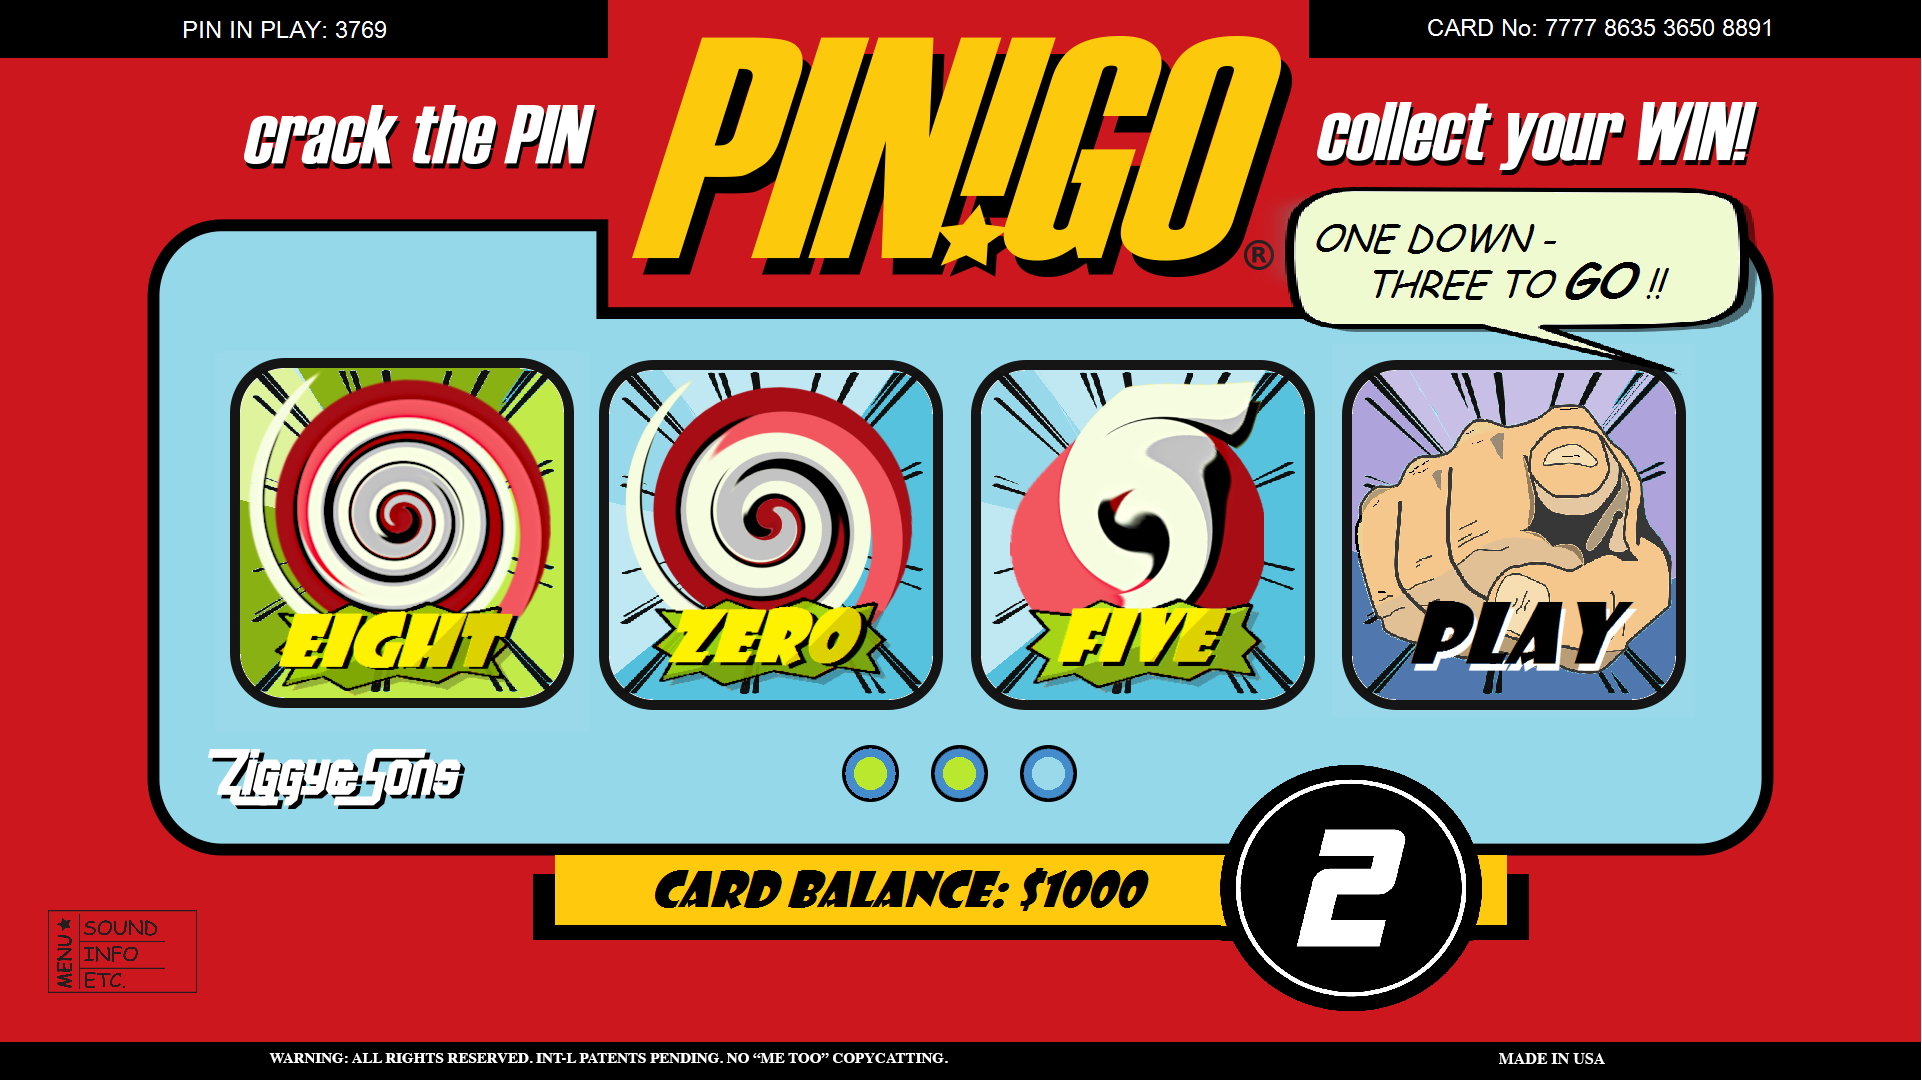 PIN IN PLAY: 3769
CARD No: 7777 8635 3650 8891
PIN!GO®
crack the PIN
collect your WIN!
ONE DOWN -
THREE TO GO !!
EIGHT
ZERO
FIVE
PLAY
Ziggy&Sons
CARD BALANCE: $1000
2
MENU★
SOUND
INFO
ETC.
WARNING: ALL RIGHTS RESERVED. INT-L PATENTS PENDING. NO “ME TOO” COPYCATTING.
MADE IN USA